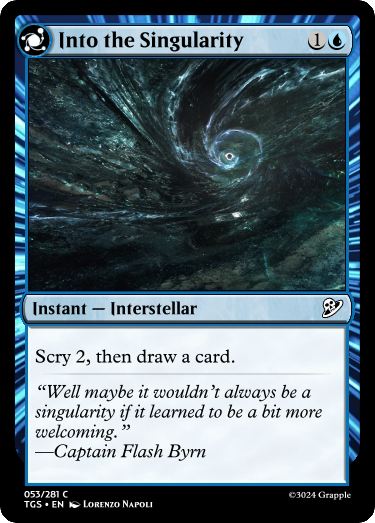 Into the Singularity 1
Instant — Interstellar
Scry 2, then draw a card.
“Well maybe it wouldn’t always be a
singularity if it learned to be a bit more
welcoming.”
—Captain Flash Byrn
053/281 C
©3024 Grapple
TGS • EN Lorenzo Napoli